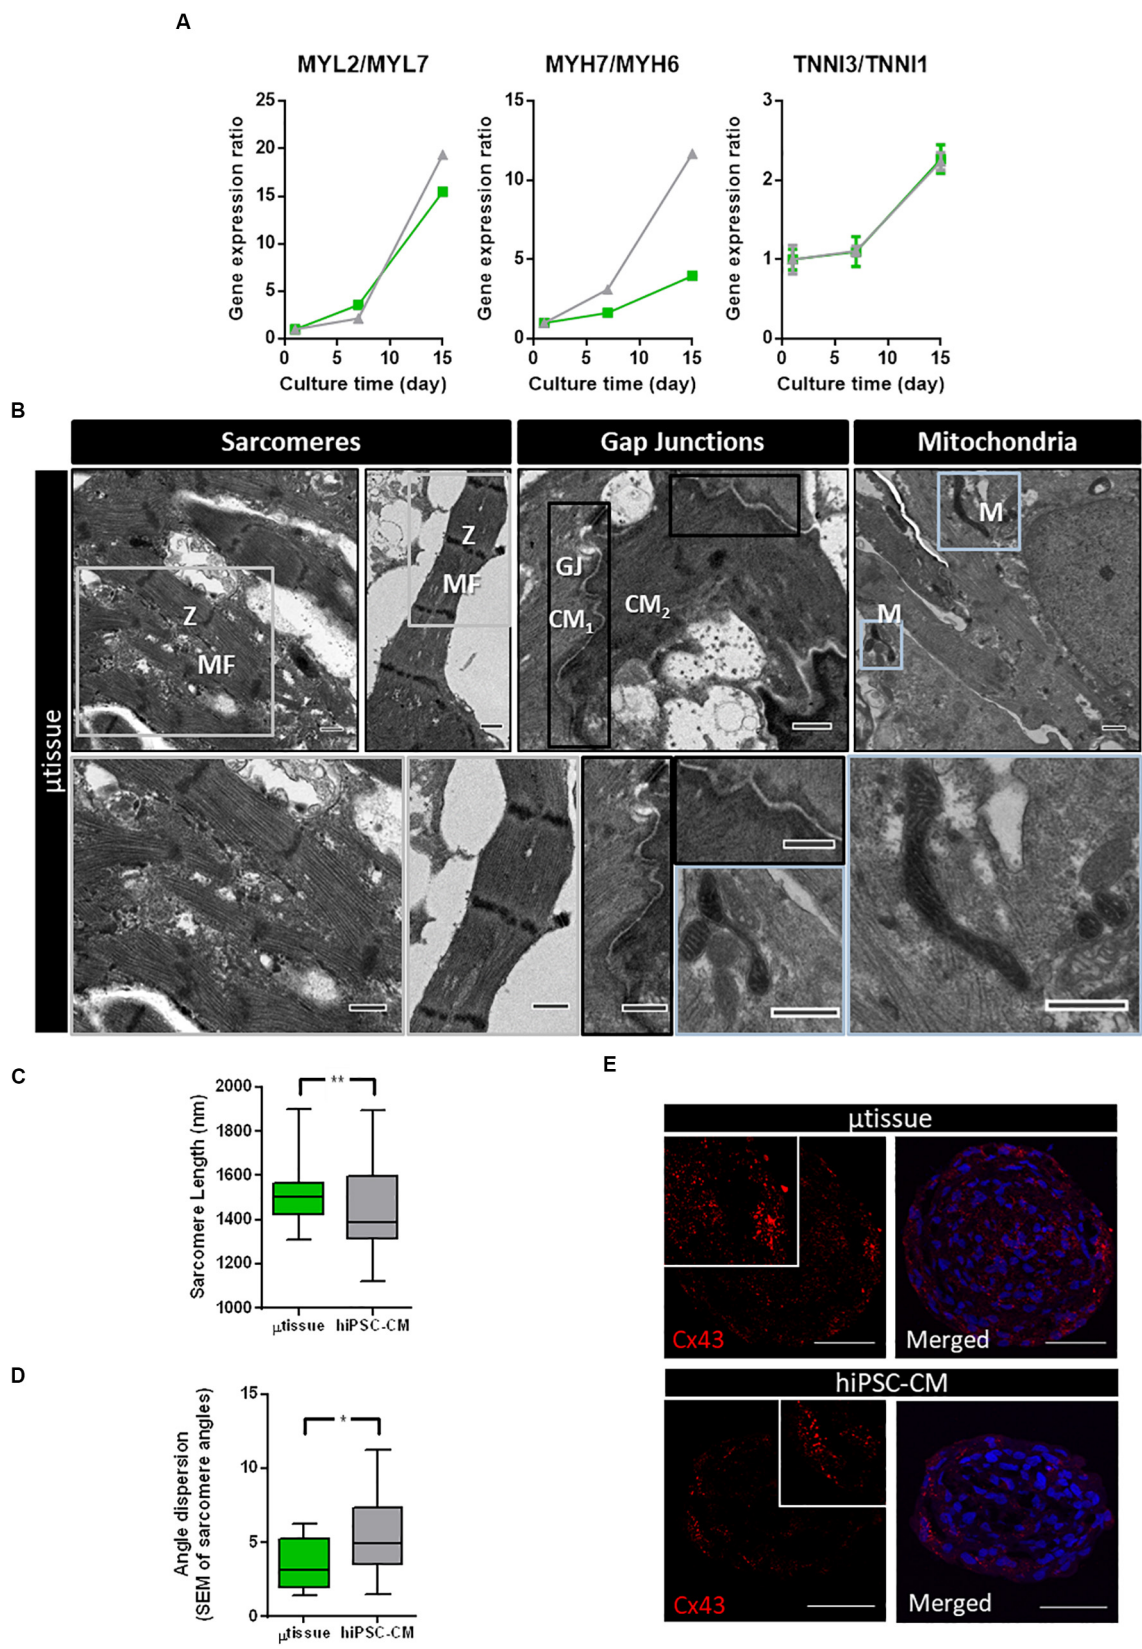 A
MYL2/MYL7
MYH7/MYH6
TNNI3/TNNI1
Gene expression ratio
25
20
15
10
5
0
0 5 10 15
Culture time (day)
Gene expression ratio
15
10
5
0
0 5 10 15
Culture time (day)
Gene expression ratio
3
2
1
0
0 5 10 15
Culture time (day)
B
Sarcomeres
Gap Junctions
Mitochondria
μtissue
Z
MF
Z
MF
GJ
CM1
CM2
M
M
C
Sarcomere Length (nm)
2000
1800
1600
1400
1200
1000
**
μtissue hiPSC-CM
D
Angle dispersion
(SEM of sarcomere angles)
15
10
5
0
*
μtissue hiPSC-CM
E
μtissue
Cx43
Merged
hiPSC-CM
Cx43
Merged